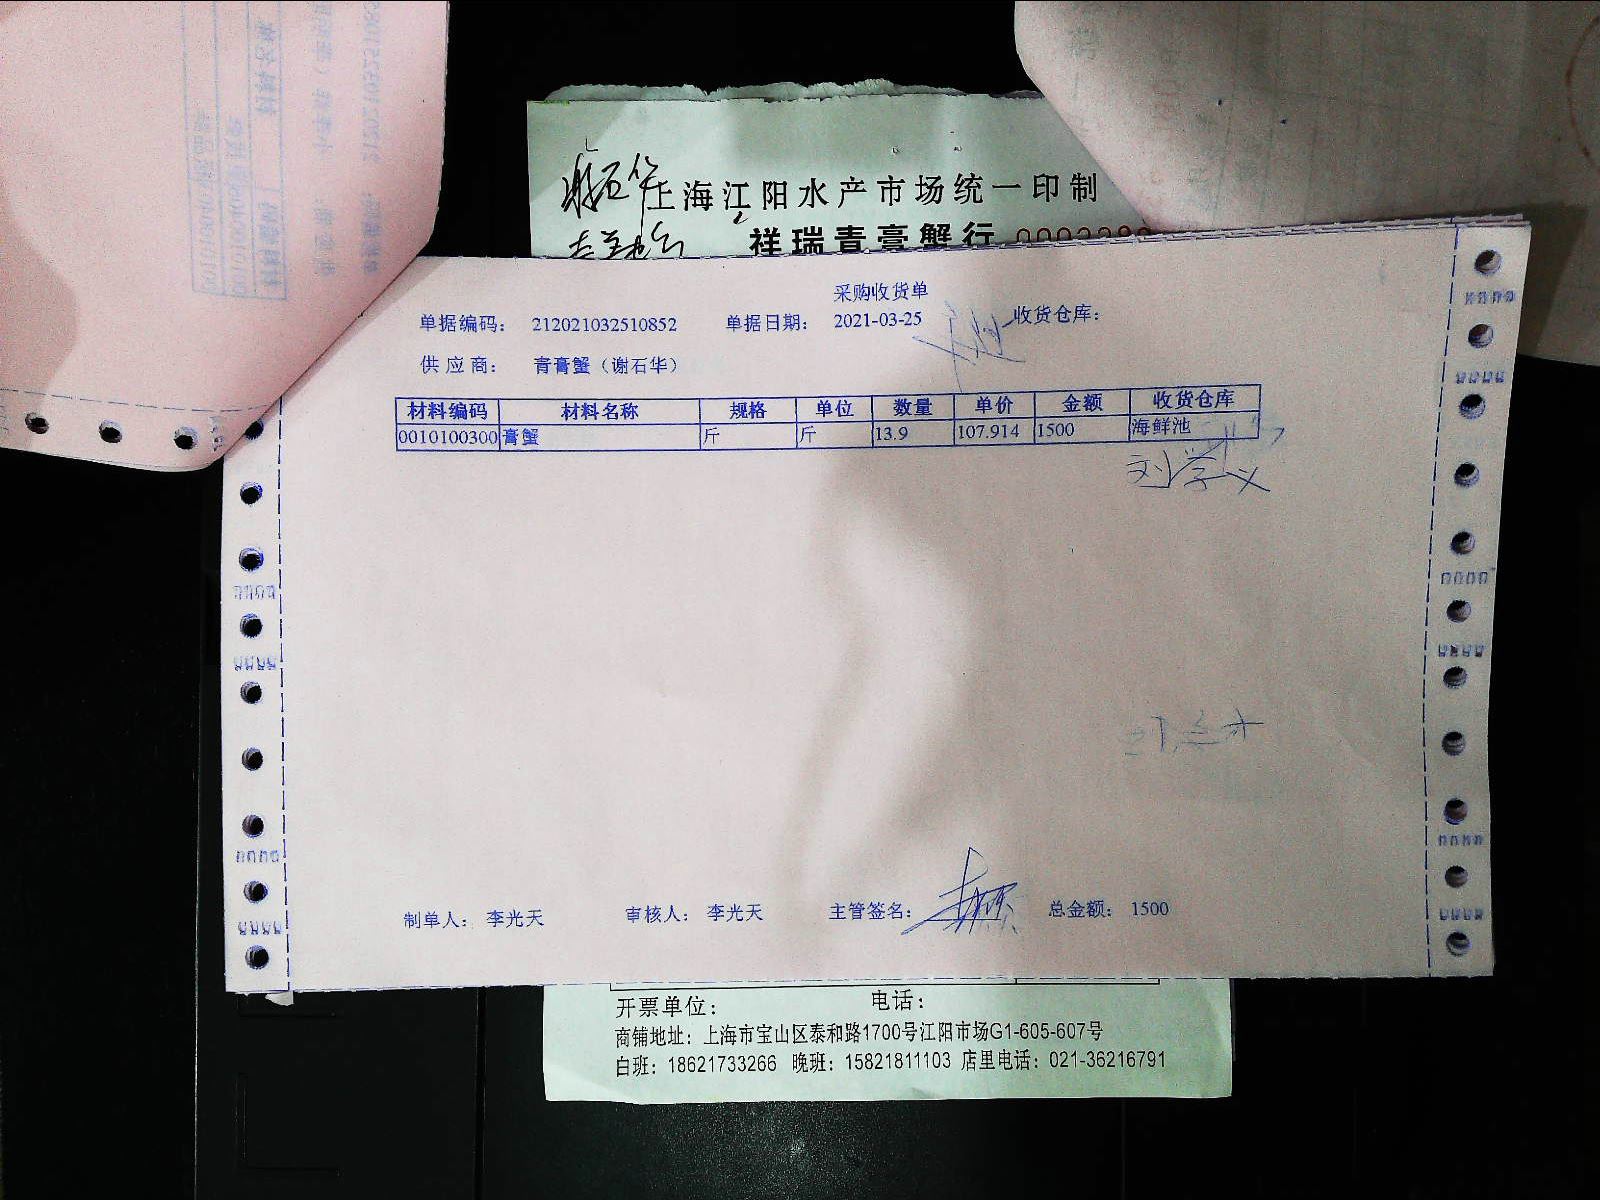 上海江阳水产市场统一印制
祥瑞青膏蟹行
采购收货单
单据编码： 212021032510852 单据日期： 2021-03-25 收货仓库：
供应商： 青膏蟹（谢石华）
材料编码 材料名称 规格 单位 数量 单价 金额 收货仓库
0010100300 膏蟹 斤 斤 13.9 107.914 1500 海鲜池
刘学义
制单人： 李光天 审核人： 李光天 主管签名： 总金额： 1500
开票单位： 电话：
商铺地址：上海市宝山区泰和路1700号江阳市场G1-605-607号
白班：18621733266 晚班：15821811103 店里电话：021-36216791